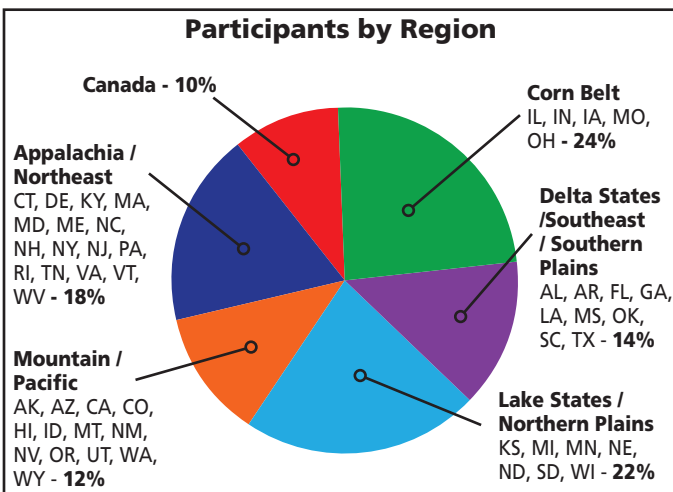 Participants by Region
Canada - 10%
Corn Belt
IL, IN, IA, MO,
OH - 24%
Appalachia /
Northeast
CT, DE, KY, MA,
MD, ME, NC,
NH, NY, NJ, PA,
RI, TN, VA, VT,
WV - 18%
Delta States
/Southeast
/ Southern
Plains
AL, AR, FL, GA,
LA, MS, OK,
SC, TX - 14%
Mountain /
Pacific
AK, AZ, CA, CO,
HI, ID, MT, NM,
NV, OR, UT, WA,
WY - 12%
Lake States /
Northern Plains
KS, MI, MN, NE,
ND, SD, WI - 22%